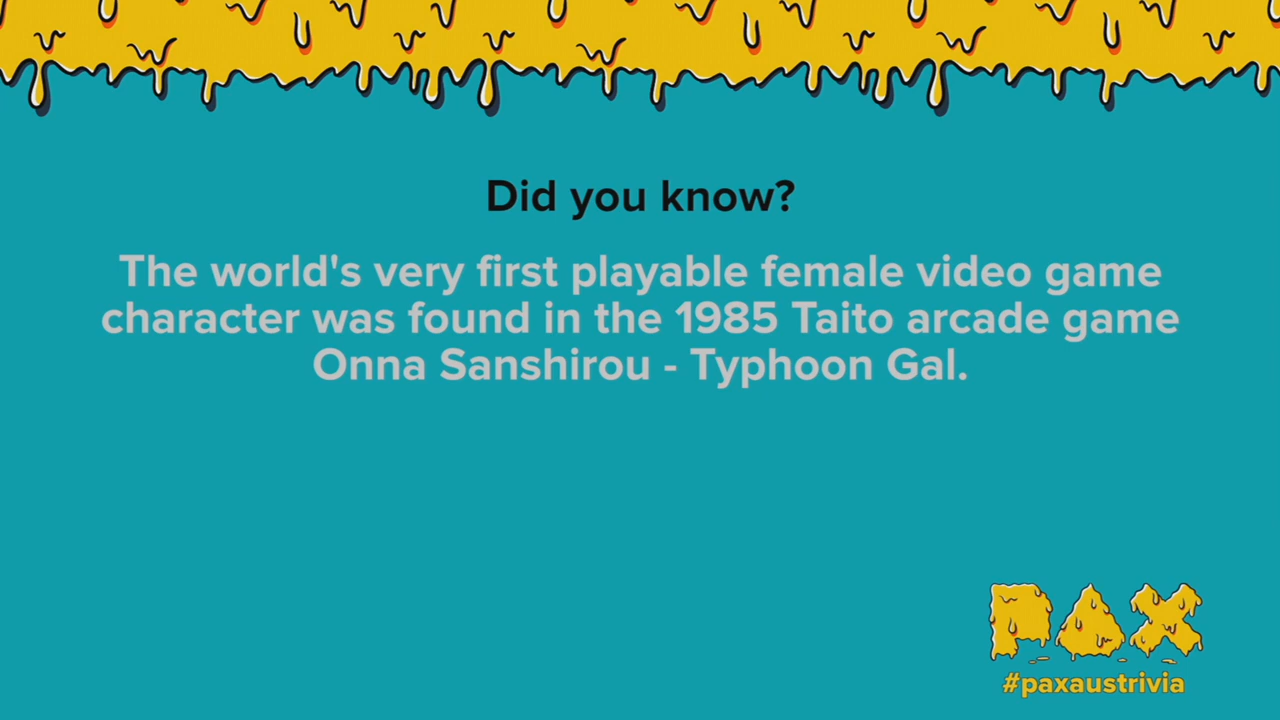 Did you know?
The world's very first playable female video game
character was found in the 1985 Taito arcade game
Onna Sanshirou - Typhoon Gal.
PAX
#paxaustrivia